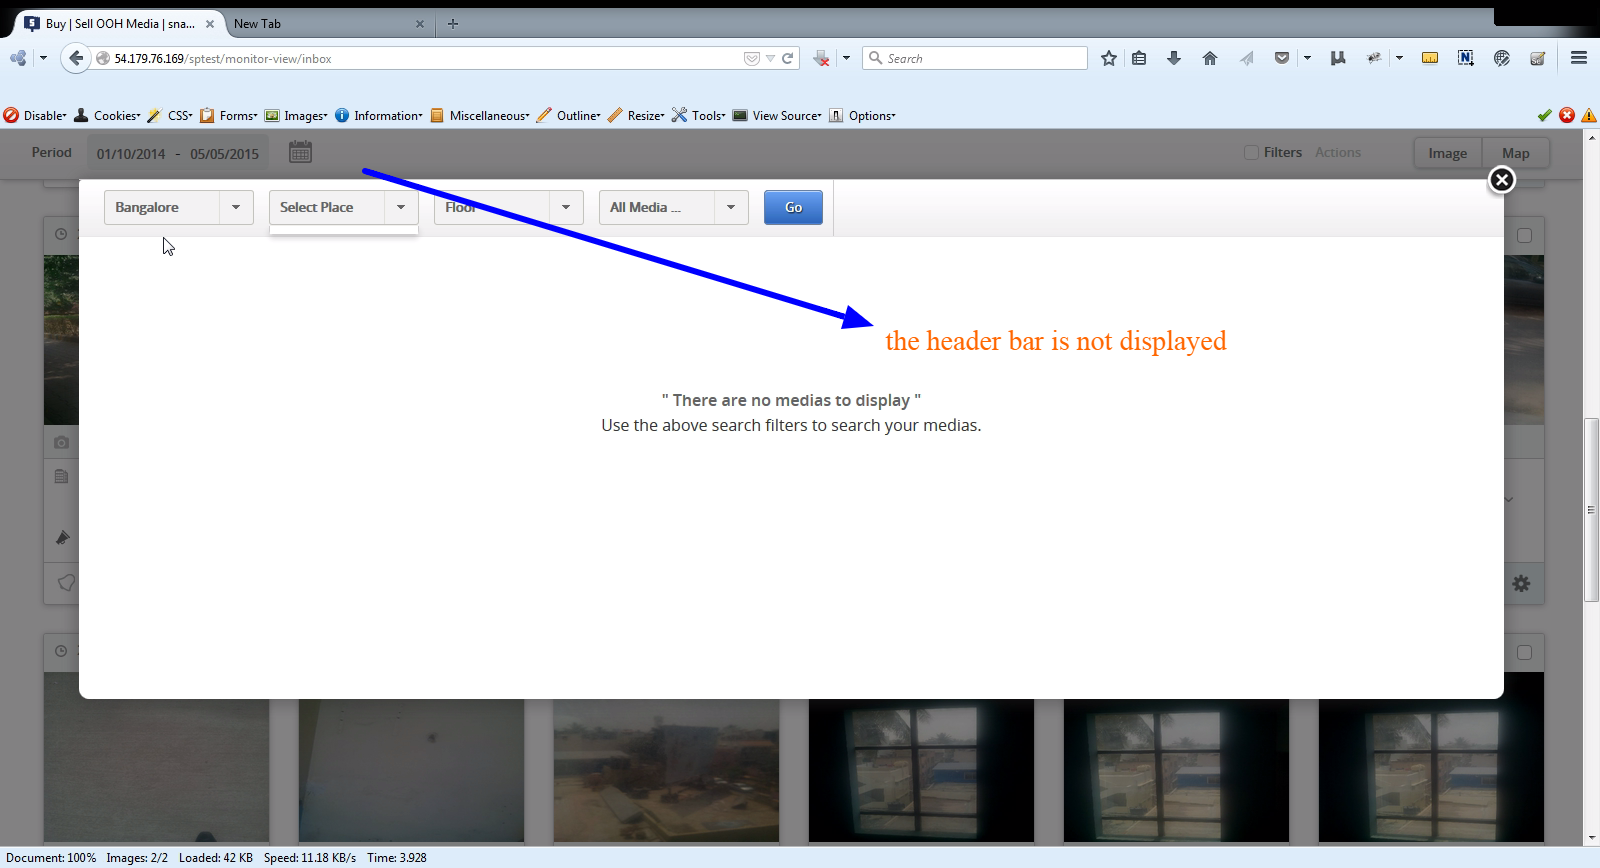 Buy | Sell OOH Media | sna...
New Tab
54.179.76.169/sptest/monitor-view/inbox
Search
Disable
Cookies
CSS
Forms
Images
Information
Miscellaneous
Outline
Resize
Tools
View Source
Options
Period
01/10/2014 - 05/05/2015
Filters
Actions
Image
Map
Bangalore
Select Place
Floor
All Media ...
Go
the header bar is not displayed
" There are no medias to display "
Use the above search filters to search your medias.
Document: 100% Images: 2/2 Loaded: 42 KB Speed: 11.18 KB/s Time: 3.928